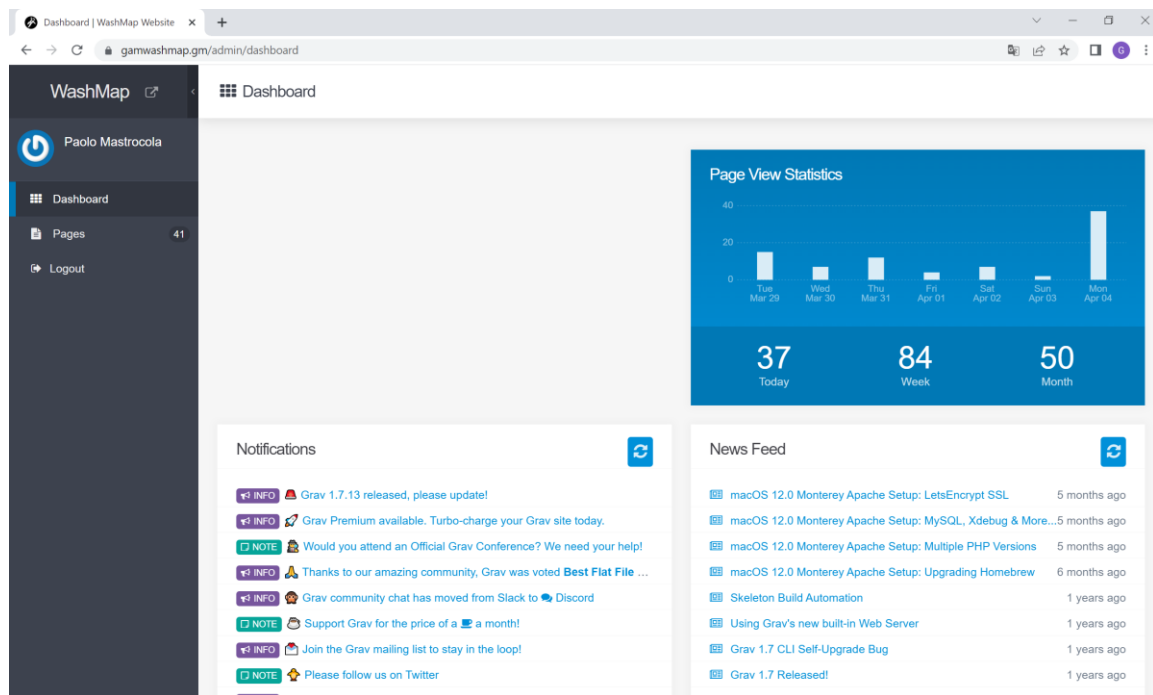 Dashboard | WashMap Website
gamwashmap.gm/admin/dashboard
G
WashMap
Dashboard
Paolo Mastrocola
Dashboard
Pages 41
Logout
Page View Statistics
40
20
0
Tue Wed Thu Fri Sat Sun Mon
Mar 29 Mar 30 Mar 31 Apr 01 Apr 02 Apr 03 Apr 04
37 84 50
Today Week Month
Notifications
INFO Grav 1.7.13 released, please update!
INFO Grav Premium available. Turbo-charge your Grav site today.
NOTE Would you attend an Official Grav Conference? We need your help!
INFO Thanks to our amazing community, Grav was voted Best Flat File ...
INFO Grav community chat has moved from Slack to Discord
NOTE Support Grav for the price of a a month!
INFO Join the Grav mailing list to stay in the loop!
NOTE Please follow us on Twitter
News Feed
macOS 12.0 Monterey Apache Setup: LetsEncrypt SSL 5 months ago
macOS 12.0 Monterey Apache Setup: MySQL, Xdebug & More... 5 months ago
macOS 12.0 Monterey Apache Setup: Multiple PHP Versions 5 months ago
macOS 12.0 Monterey Apache Setup: Upgrading Homebrew 6 months ago
Skeleton Build Automation 1 years ago
Using Grav's new built-in Web Server 1 years ago
Grav 1.7 CLI Self-Upgrade Bug 1 years ago
Grav 1.7 Released! 1 years ago